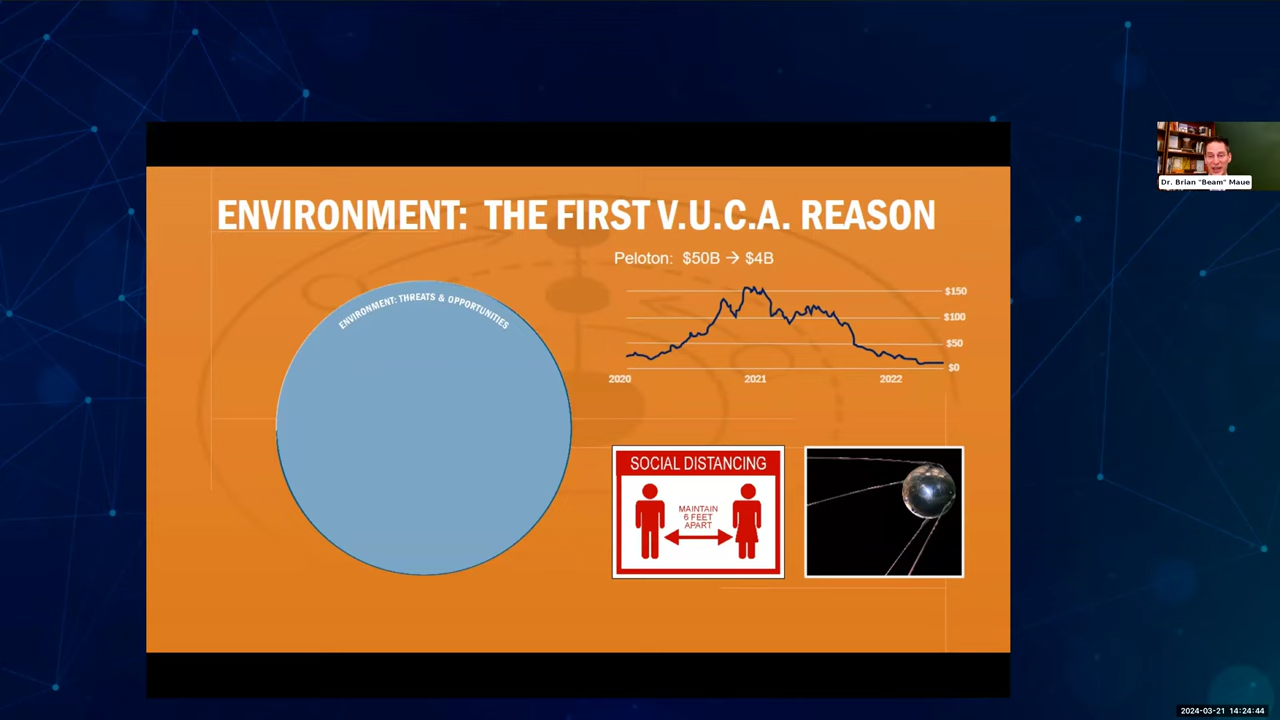 ENVIRONMENT: THE FIRST V.U.C.A. REASON
Peloton: $50B → $4B
ENVIRONMENT: THREATS & OPPORTUNITIES
$150
$100
$50
$0
2020 2021 2022
SOCIAL DISTANCING
MAINTAIN
6 FEET
APART
Dr. Brian "Beam" Maue
2024-03-21 14:24:44